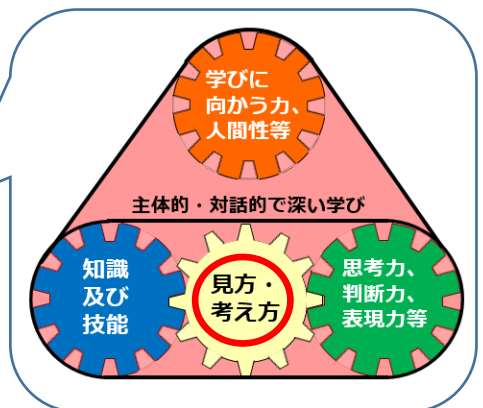 学びに
向かう力、
人間性等
主体的・対話的で深い学び
知識
及び
技能
見方・
考え方
思考力、
判断力、
表現力等